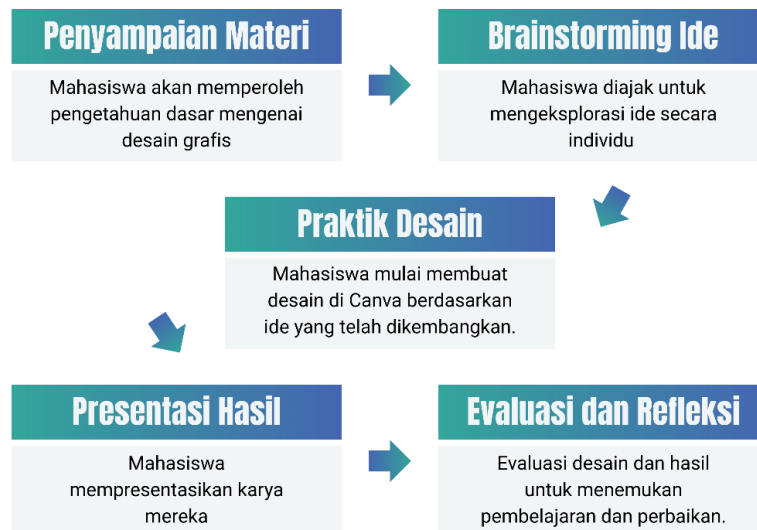 Penyampaian Materi
Mahasiswa akan memperoleh
pengetahuan dasar mengenai
desain grafis
Brainstorming Ide
Mahasiswa diajak untuk
mengeksplorasi ide secara
individu
Praktik Desain
Mahasiswa mulai membuat
desain di Canva berdasarkan
ide yang telah dikembangkan.
Presentasi Hasil
Mahasiswa
mempresentasikan karya
mereka
Evaluasi dan Refleksi
Evaluasi desain dan hasil
untuk menemukan
pembelajaran dan perbaikan.